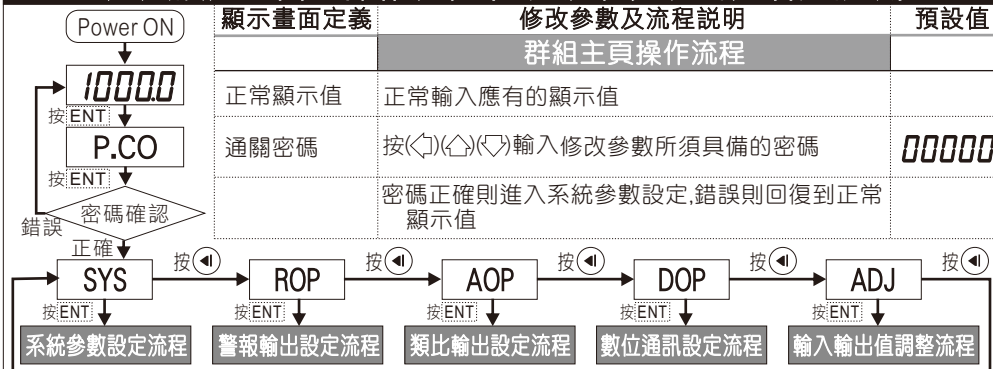 Power ON
顯示畫面定義 修改參數及流程説明 預設值
群組主頁操作流程
1000.0
正常顯示值 正常輸入應有的顯示值
按ENT
P.CO
通關密碼 按(◁)(△)(▽)輸入修改參數所須具備的密碼 00000
按ENT
密碼確認
密碼正確則進入系統參數設定,錯誤則回復到正常
顯示值
錯誤
正確
SYS 按 ROP 按 AOP 按 DOP 按 ADJ 按
按ENT 按ENT 按ENT 按ENT 按ENT
系統參數設定流程 警報輸出設定流程 類比輸出設定流程 數位通訊設定流程 輸入輸出值調整流程